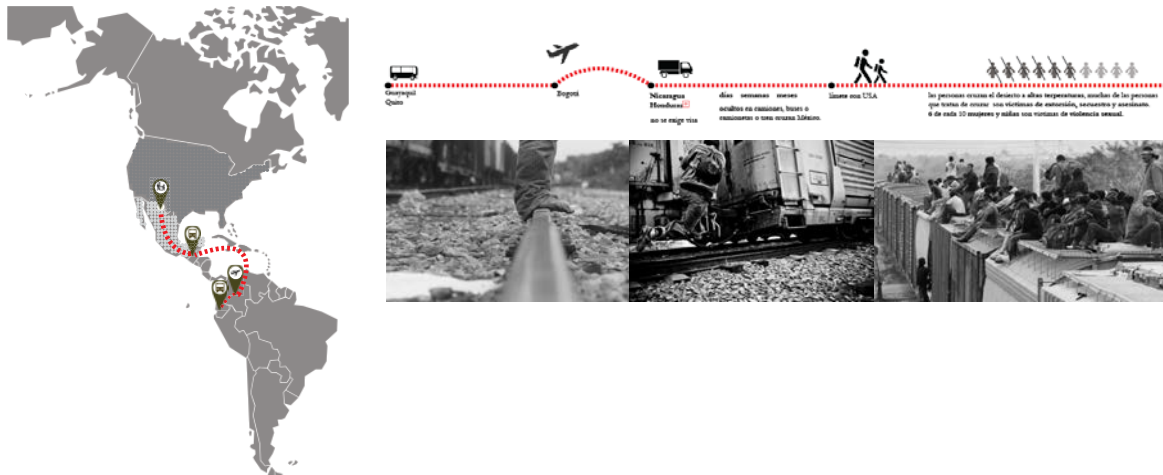 Guayaquil
Quito
Bogotá
Nicaragua
Honduras
no se exige visa
días semanas meses
ocultos en camiones, buses o
camionetas o tren cruzan México.
límite con USA
las personas cruzan el desierto a altas temperaturas, muchas de las personas
que tratan de cruzar son víctimas de extorsión, secuestro y asesinato.
6 de cada 10 mujeres y niñas son víctimas de violencia sexual.